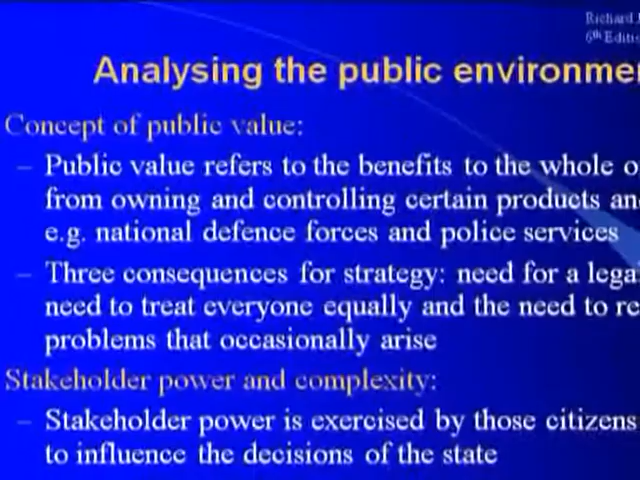 Richard
6th Editi
Analysing the public environme
Concept of public value:
– Public value refers to the benefits to the whole o
from owning and controlling certain products an
e.g. national defence forces and police services
– Three consequences for strategy: need for a lega
need to treat everyone equally and the need to re
problems that occasionally arise
Stakeholder power and complexity:
– Stakeholder power is exercised by those citizens
to influence the decisions of the state